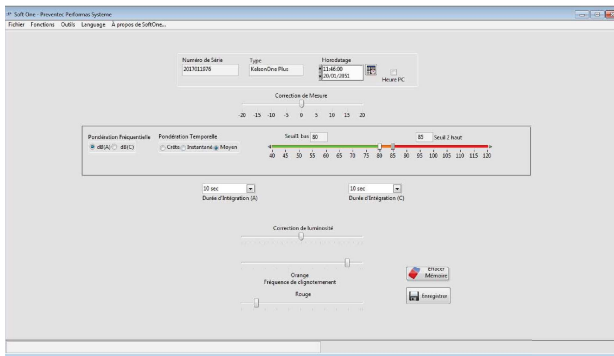 Soft One - Preventec Performas Systeme
Fichier Fonctions Outils Language À propos de SoftOne...
Numéro de Série Type Horodatage
2017011076 KalsonOne Plus 11:46:00
20/01/2051
Heure PC
Correction de Mesure
-20 -15 -10 -5 0 5 10 15 20
Pondération Fréquentielle Pondération Temporelle Seuil1 bas 80 85 Seuil 2 haut
dB(A) dB(C) Crête Instantané Moyen
40 45 50 55 60 65 70 75 80 85 90 95 100 105 110 115 120
10 sec 10 sec
Durée d'Intégration (A) Durée d'Intégration (C)
Correction de luminosité
Orange
Fréquence de clignotement
Rouge
Effacer
Mémoire
Enregistrer